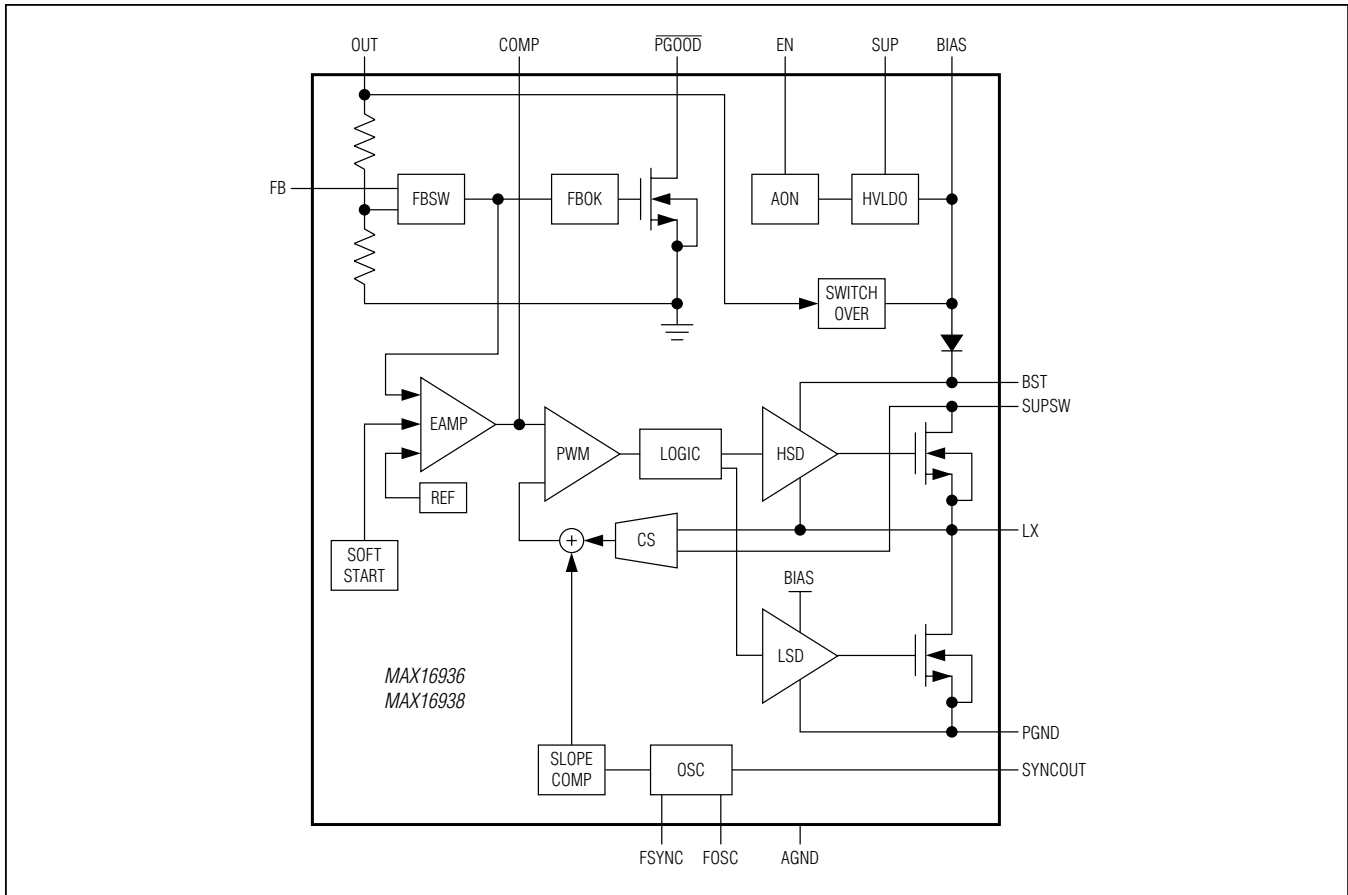 OUT
COMP
PGOOD
EN
SUP
BIAS
FB
FBSW
FBOK
AON
HVLDO
SWITCH
OVER
BST
SUPSW
EAMP
PWM
LOGIC
HSD
REF
CS
LX
+
SOFT
START
BIAS
LSD
MAX16936
MAX16938
PGND
SLOPE
COMP
OSC
SYNCOUT
FSYNC
FOSC
AGND